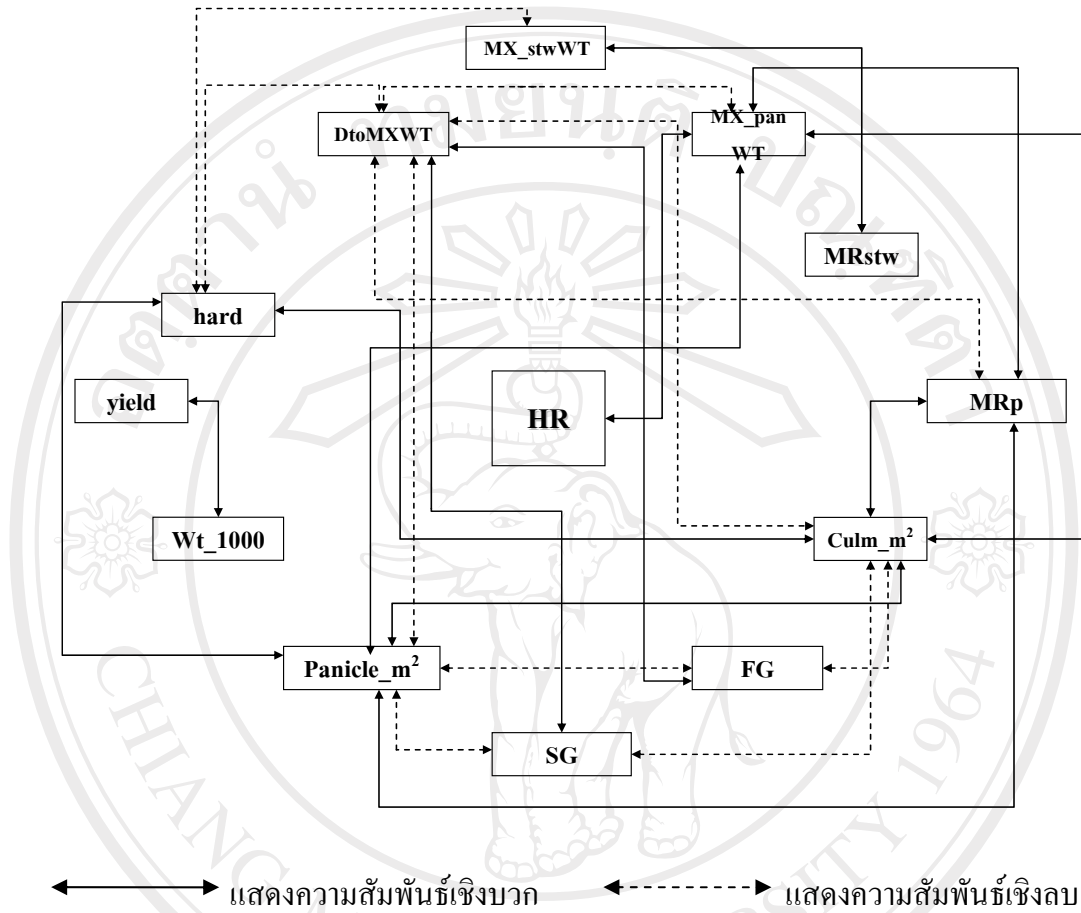 MX_stwWT
DtoMXWT
MX_pan
WT
MRstw
hard
yield
HR
MRp
Wt_1000
Culm_m²
Panicle_m²
FG
SG
แสดงความสัมพันธ์เชิงบวก
แสดงความสัมพันธ์เชิงลบ